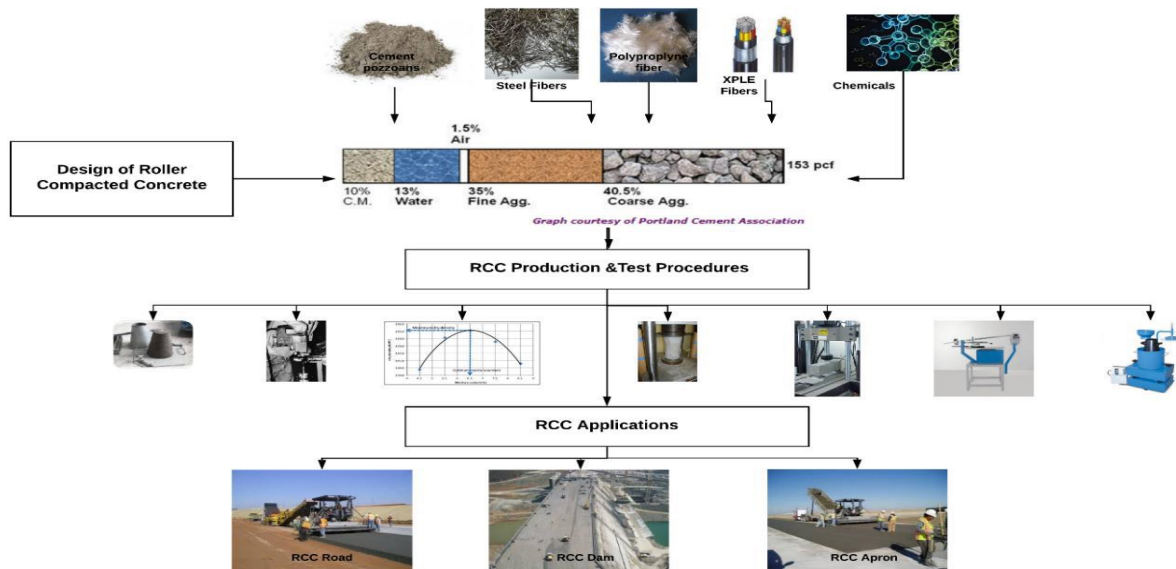 Cement
pozzoans
Steel Fibers
Polyproplyne
fiber
XPLE
Fibers
Chemicals
1.5%
Air
Design of Roller
Compacted Concrete
153 pcf
10%
C.M.
13%
Water
35%
Fine Agg.
40.5%
Coarse Agg.
Graph courtesy of Portland Cement Association
RCC Production &Test Procedures
RCC Applications
RCC Road
RCC Dam
RCC Apron